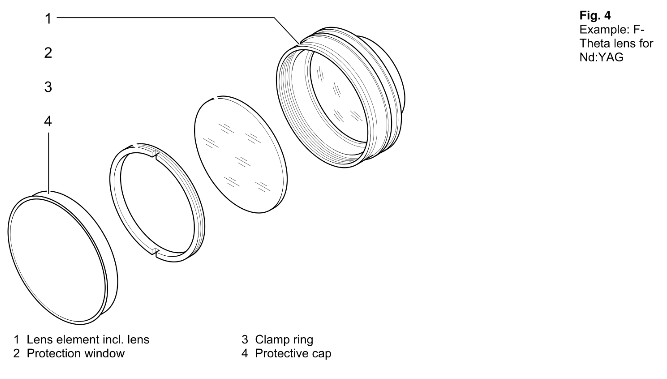 1
2
3
4
Fig. 4
Example: F-
Theta lens for
Nd:YAG
1 Lens element incl. lens
2 Protection window
3 Clamp ring
4 Protective cap